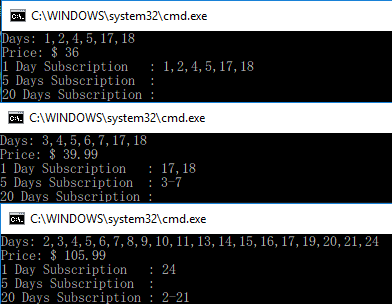 C:\WINDOWS\system32\cmd.exe
Days: 1,2,4,5,17,18
Price: $ 36
1 Day Subscription : 1,2,4,5,17,18
5 Days Subscription :
20 Days Subscription :
C:\WINDOWS\system32\cmd.exe
Days: 3,4,5,6,7,17,18
Price: $ 39.99
1 Day Subscription : 17,18
5 Days Subscription : 3-7
20 Days Subscription :
C:\WINDOWS\system32\cmd.exe
Days: 2,3,4,5,6,7,8,9,10,11,13,14,15,16,17,19,20,21,24
Price: $ 105.99
1 Day Subscription : 24
5 Days Subscription :
20 Days Subscription : 2-21